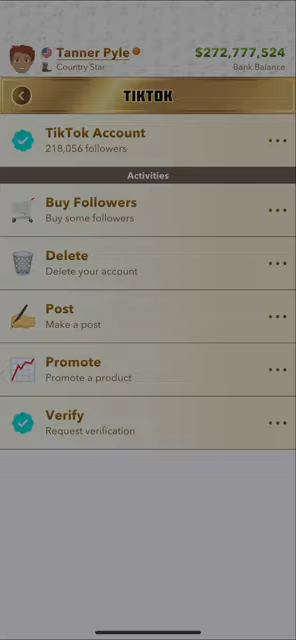 Tanner Pyle
$272,777,524
Country Star
Bank Balance
TIKTOK
TikTok Account
218,056 followers
Activities
Buy Followers
Buy some followers
Delete
Delete your account
Post
Make a post
Promote
Promote a product
Verify
Request verification